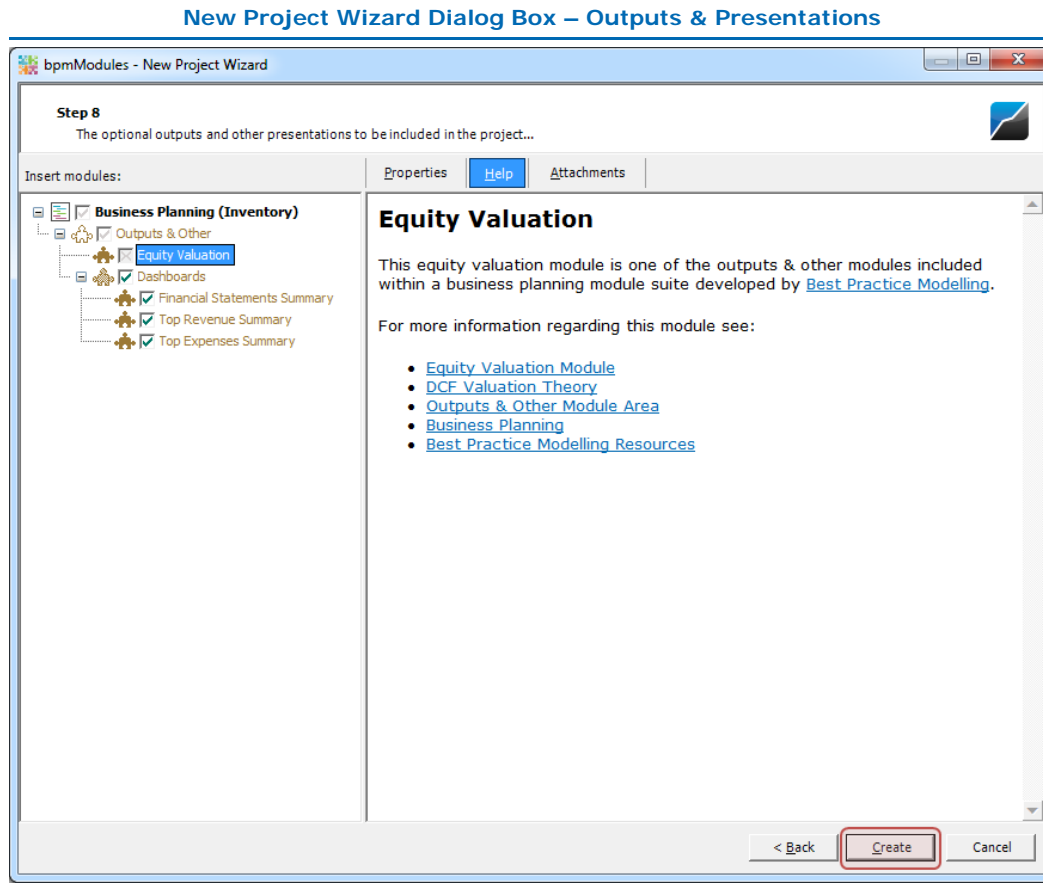 New Project Wizard Dialog Box – Outputs & Presentations
bpmModules - New Project Wizard
Step 8
The optional outputs and other presentations to be included in the project...
Insert modules:
Properties
Help
Attachments
Business Planning (Inventory)
Outputs & Other
Equity Valuation
Dashboards
Financial Statements Summary
Top Revenue Summary
Top Expenses Summary
Equity Valuation
This equity valuation module is one of the outputs & other modules included
within a business planning module suite developed by Best Practice Modelling.
For more information regarding this module see:
• Equity Valuation Module
• DCF Valuation Theory
• Outputs & Other Module Area
• Business Planning
• Best Practice Modelling Resources
< Back
Create
Cancel